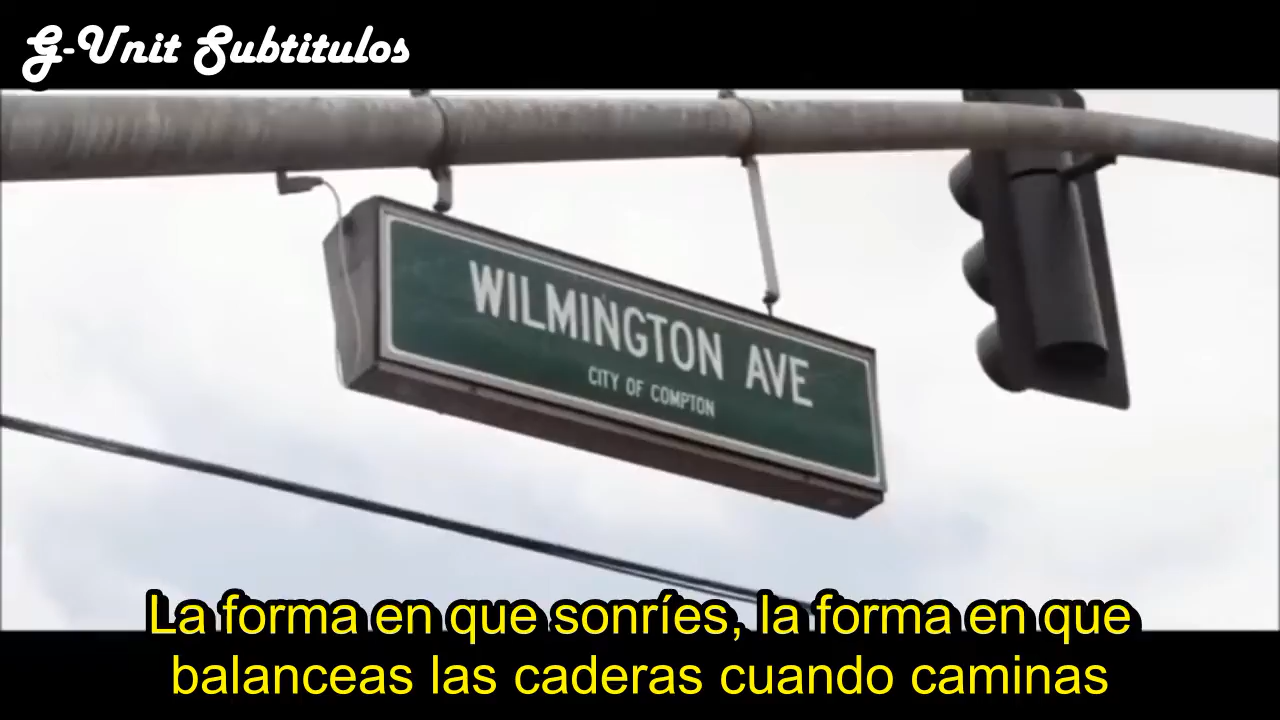 G-Unit Subtitulos
WILMINGTON AVE
CITY OF COMPTON
La forma en que sonríes, la forma en que
balanceas las caderas cuando caminas